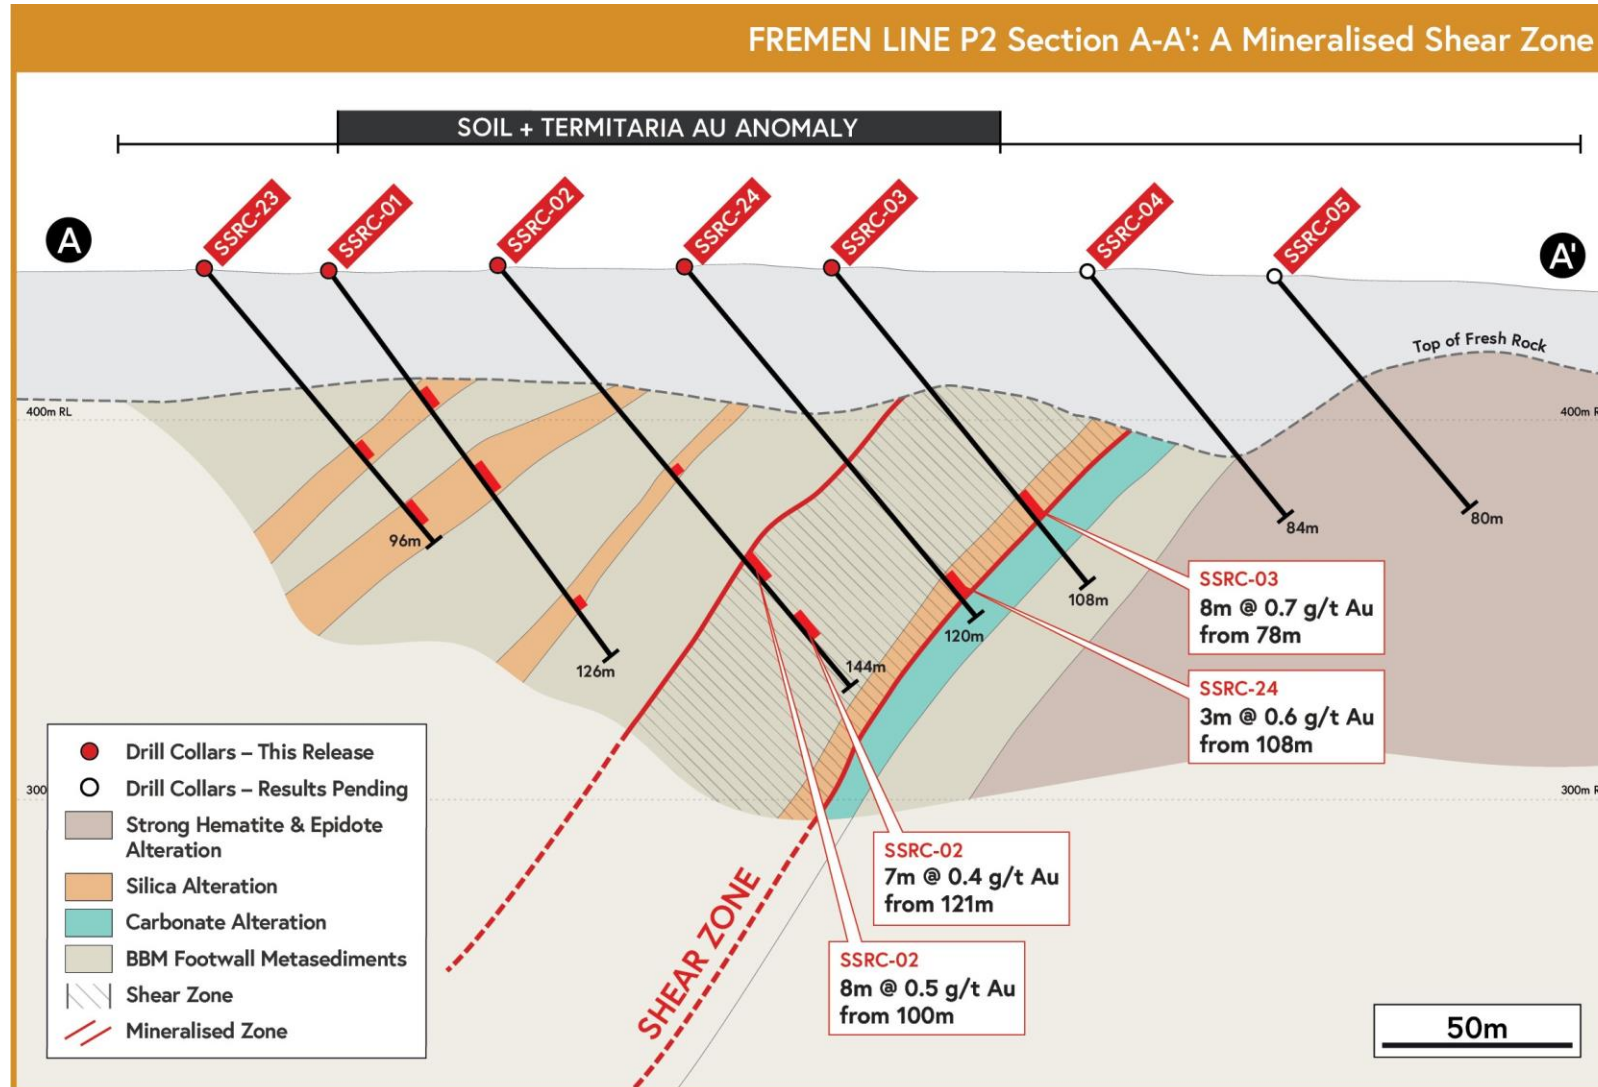 FREMEN LINE P2 Section A-A': A Mineralised Shear Zone
SOIL + TERMITARIA AU ANOMALY
A
SSRC-23
SSRC-01
SSRC-02
SSRC-24
SSRC-03
SSRC-04
SSRC-05
A'
Top of Fresh Rock
400m RL
400m R
96m
126m
144m
120m
108m
84m
80m
SSRC-03
8m @ 0.7 g/t Au
from 78m
SSRC-24
3m @ 0.6 g/t Au
from 108m
300
300m R
SSRC-02
7m @ 0.4 g/t Au
from 121m
SSRC-02
8m @ 0.5 g/t Au
from 100m
SHEAR ZONE
Drill Collars – This Release
Drill Collars – Results Pending
Strong Hematite & Epidote
Alteration
Silica Alteration
Carbonate Alteration
BBM Footwall Metasediments
Shear Zone
Mineralised Zone
50m